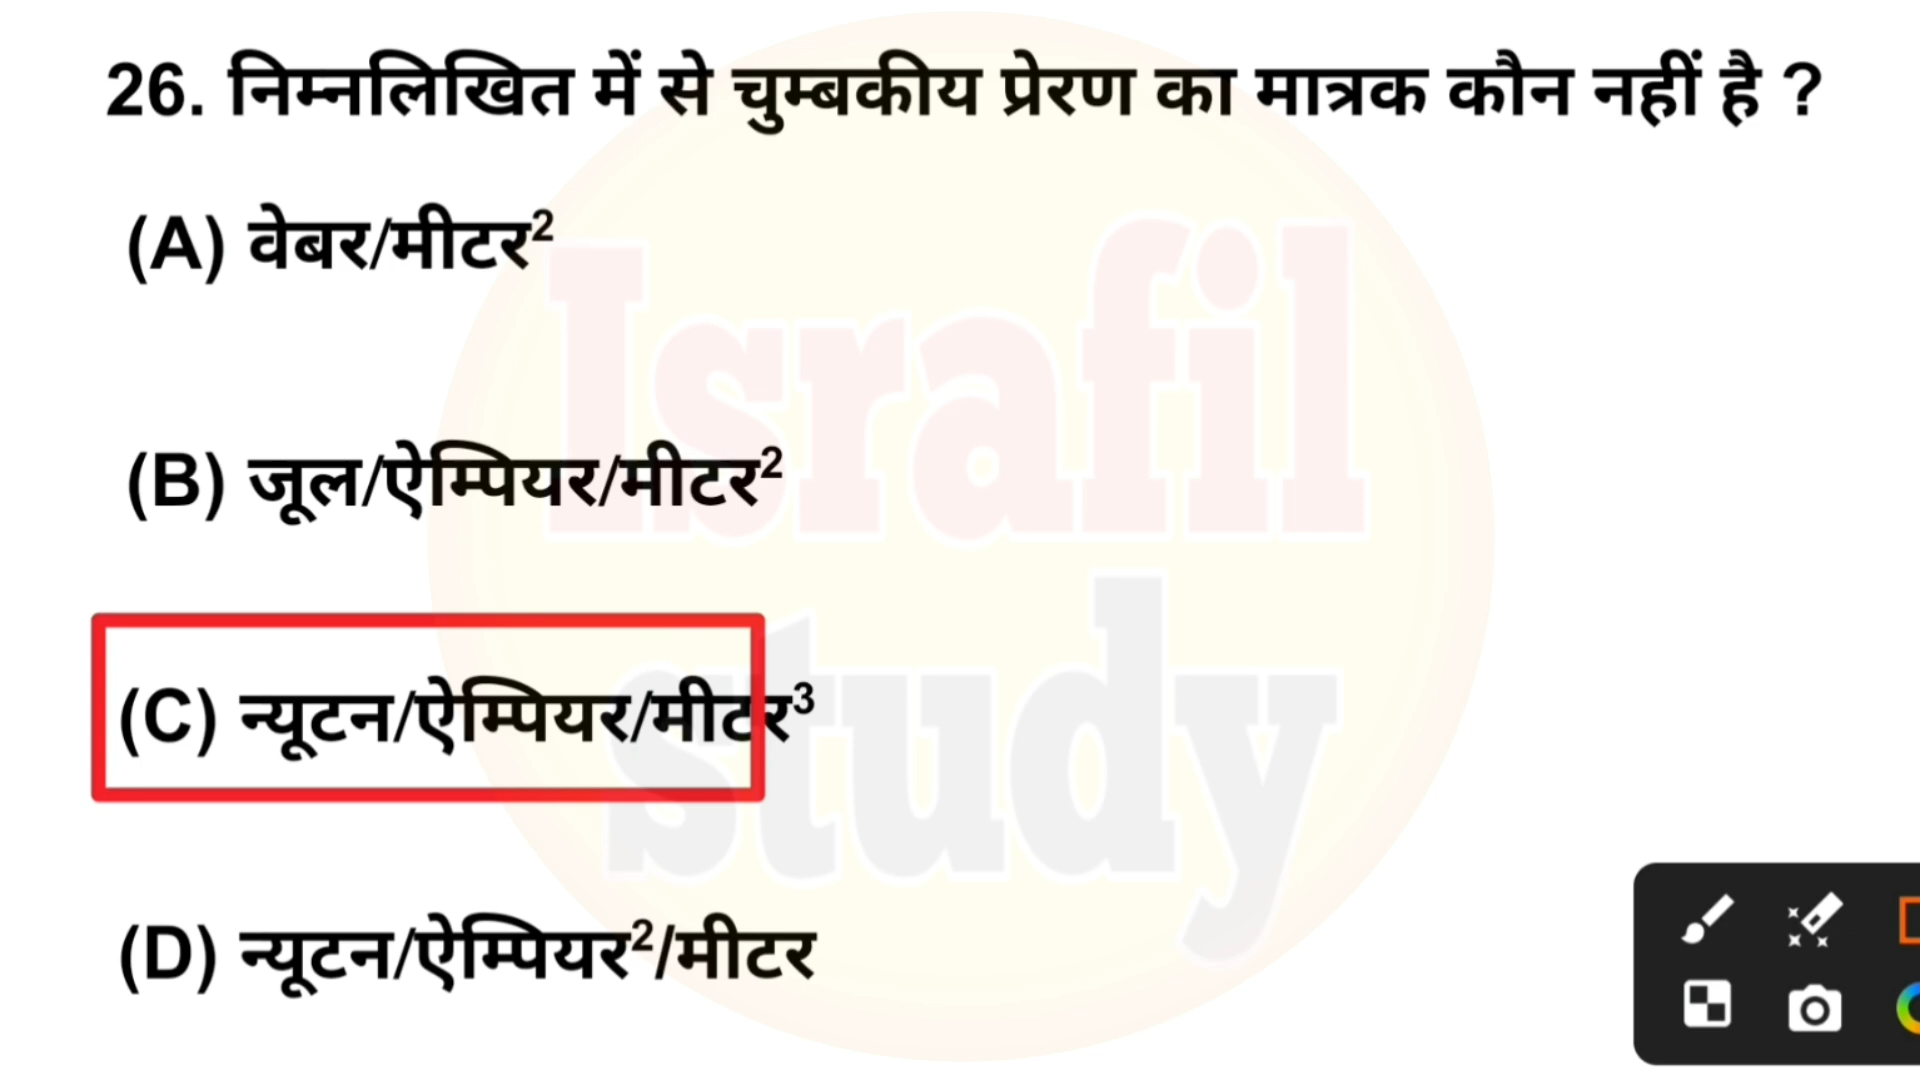 26. निम्नलिखित में से चुम्बकीय प्रेरण का मात्रक कौन नहीं है ?
(A) वेबर/मीटर²
(B) जूल/ऐम्पियर/मीटर²
(C) न्यूटन/ऐम्पियर/मीटर³
(D) न्यूटन/ऐम्पियर²/मीटर
Israfil
study